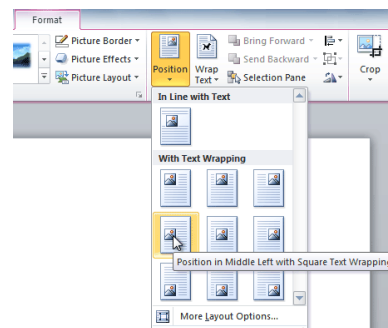 Format
Picture Border
Picture Effects
Picture Layout
Position
Wrap
Text
Bring Forward
Send Backward
Selection Pane
Crop
In Line with Text
With Text Wrapping
Position in Middle Left with Square Text Wrapping
More Layout Options...